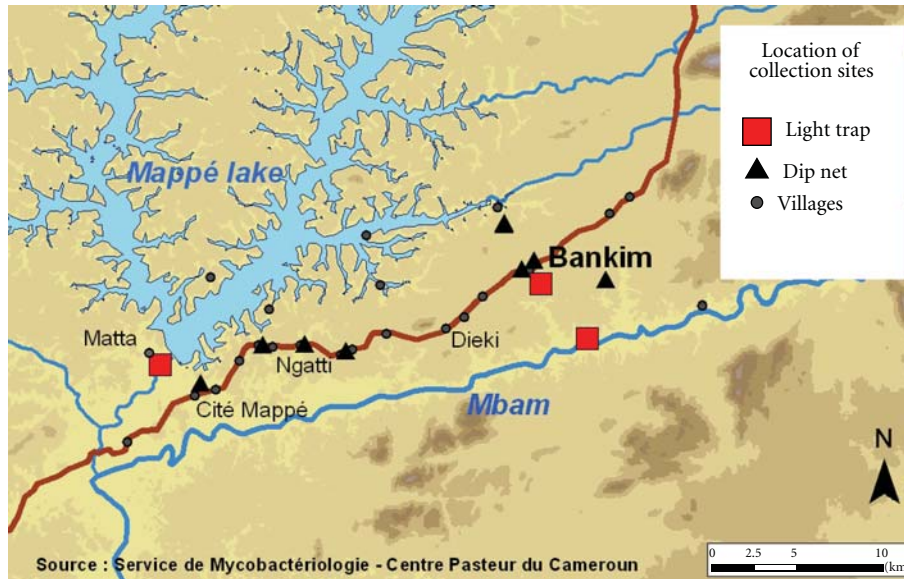 Location of
collection sites
Light trap
Dip net
Villages
Mappé lake
Bankim
Matta
Dieki
Ngatti
Cité Mappé
Mbam
N
Source : Service de Mycobactériologie - Centre Pasteur du Cameroun
0 2.5 5 10
(km)